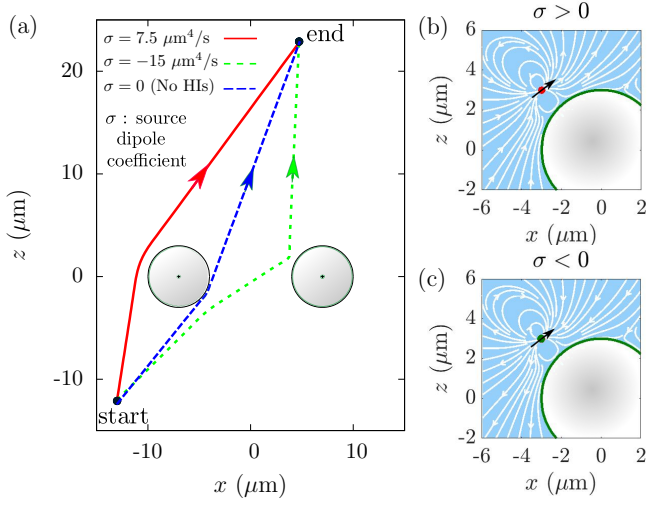 (a)
σ = 7.5 μm⁴/s
σ = −15 μm⁴/s
σ = 0 (No HIs)
σ : source
dipole
coefficient
end
start
20
10
0
-10
z (μm)
-10 0 10
x (μm)
(b)
σ > 0
6
4
2
0
-2
z (μm)
-6 -4 -2 0 2
x (μm)
(c)
σ < 0
6
4
2
0
-2
z (μm)
-6 -4 -2 0 2
x (μm)